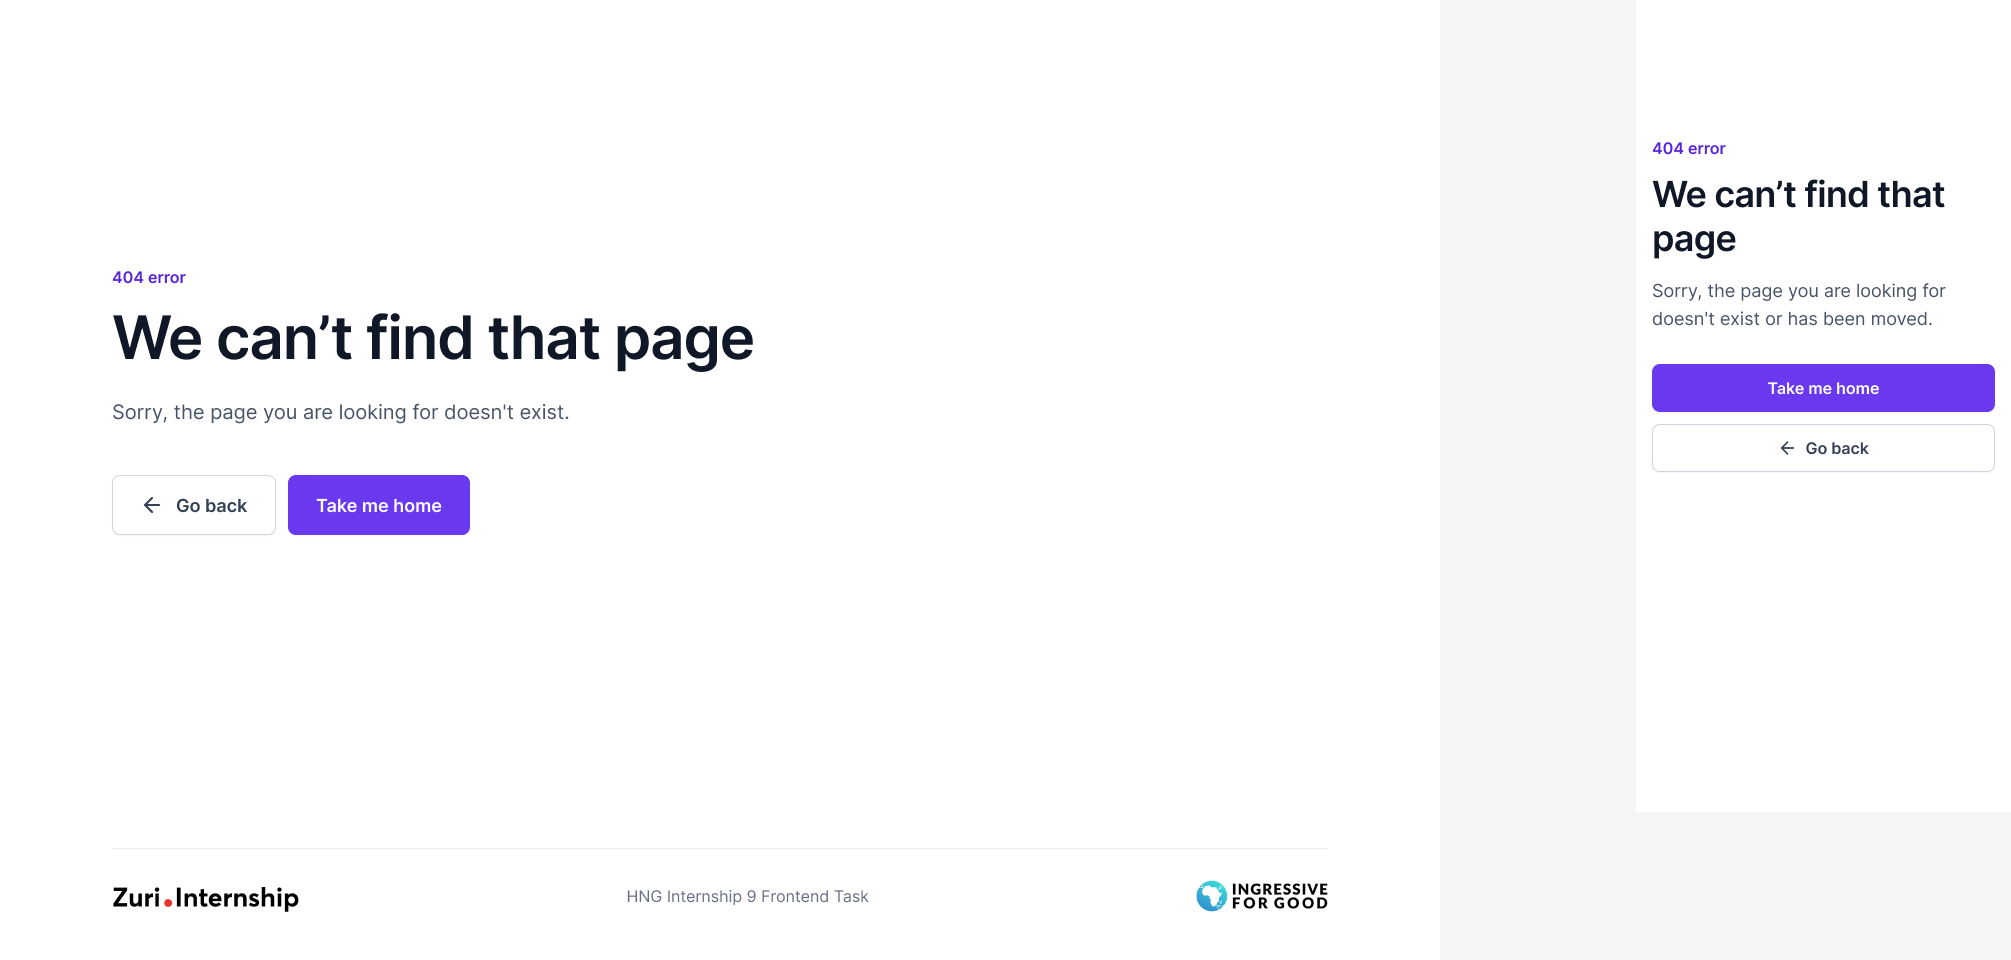 404 error
We can’t find that page
Sorry, the page you are looking for doesn't exist.
Go back
Take me home
Zuri.Internship
HNG Internship 9 Frontend Task
INGRESSIVE
FOR GOOD
404 error
We can’t find that
page
Sorry, the page you are looking for
doesn't exist or has been moved.
Take me home
Go back